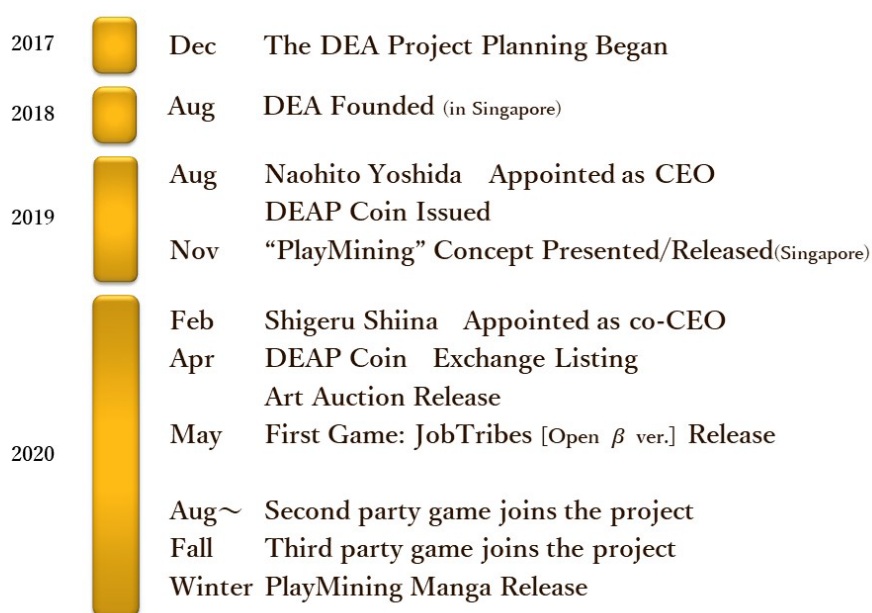 2017 Dec The DEA Project Planning Began
2018 Aug DEA Founded (in Singapore)
2019
Aug Naohito Yoshida Appointed as CEO
DEAP Coin Issued
Nov “PlayMining” Concept Presented/Released(Singapore)
2020
Feb Shigeru Shiina Appointed as co-CEO
Apr DEAP Coin Exchange Listing
Art Auction Release
May First Game: JobTribes [Open β ver.] Release
Aug～ Second party game joins the project
Fall Third party game joins the project
Winter PlayMining Manga Release